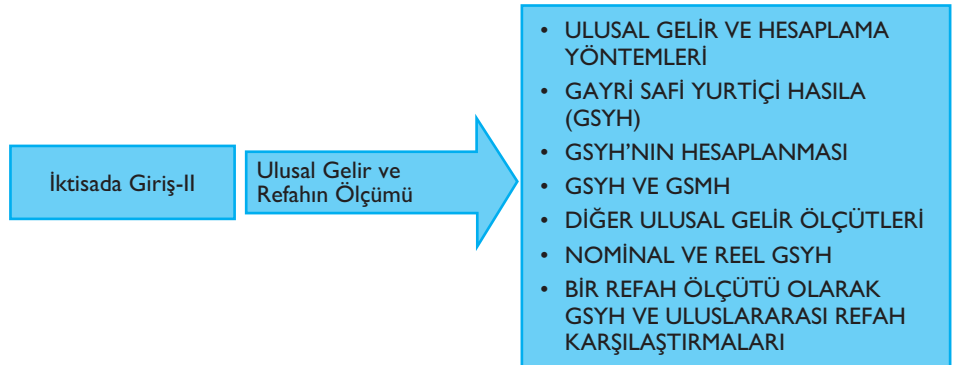 İktisada Giriş-II
Ulusal Gelir ve
Refahın Ölçümü
• ULUSAL GELİR VE HESAPLAMA
YÖNTEMLERİ
• GAYRİ SAFİ YURTİÇİ HASILA
(GSYH)
• GSYH’NIN HESAPLANMASI
• GSYH VE GSMH
• DİĞER ULUSAL GELİR ÖLÇÜTLERİ
• NOMİNAL VE REEL GSYH
• BİR REFAH ÖLÇÜTÜ OLARAK
GSYH VE ULUSLARARASI REFAH
KARŞILAŞTIRMALARI